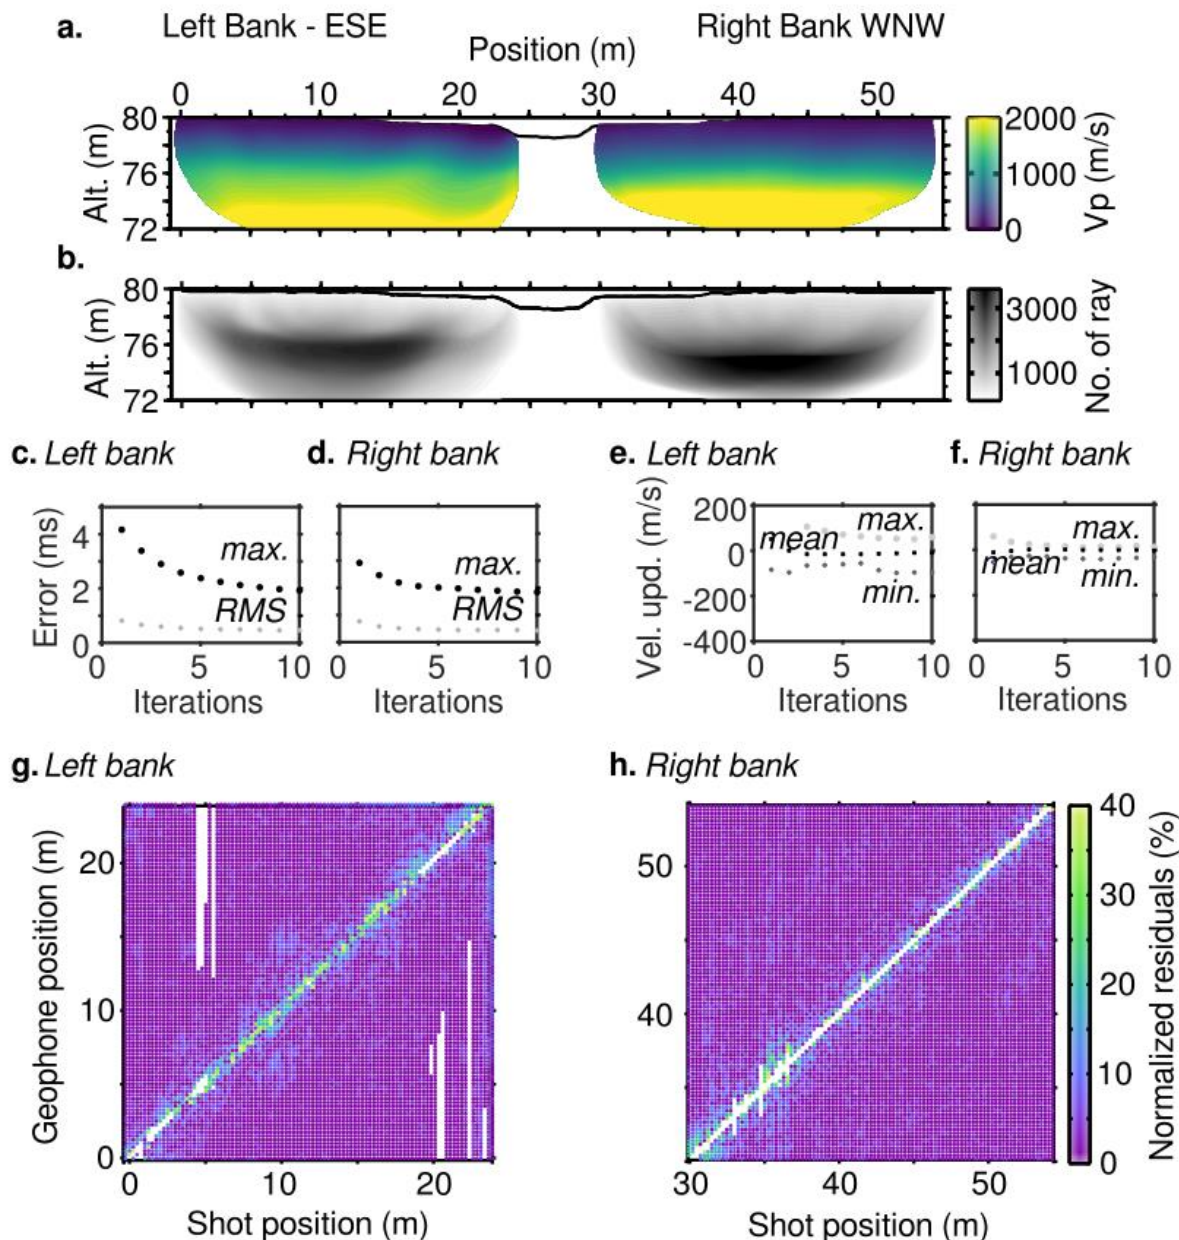 a. Left Bank - ESE Right Bank WNW
Position (m)
0 10 20 30 40 50
80
76
72
Alt. (m)
2000
1000
0
Vp (m/s)
b.
80
76
72
Alt. (m)
3000
1000
No. of ray
c. Left bank
d. Right bank
e. Left bank
f. Right bank
Error (ms)
4
2
0
max.
RMS
0 5 10
Iterations
max.
RMS
0 5 10
Iterations
Vel. upd. (m/s)
200
0
-200
-400
max.
mean
min.
0 5 10
Iterations
max.
mean
min.
0 5 10
Iterations
g. Left bank
h. Right bank
Geophone position (m)
20
10
0
0 10 20
Shot position (m)
50
40
30 40 50
Shot position (m)
40
30
20
10
0
Normalized residuals (%)